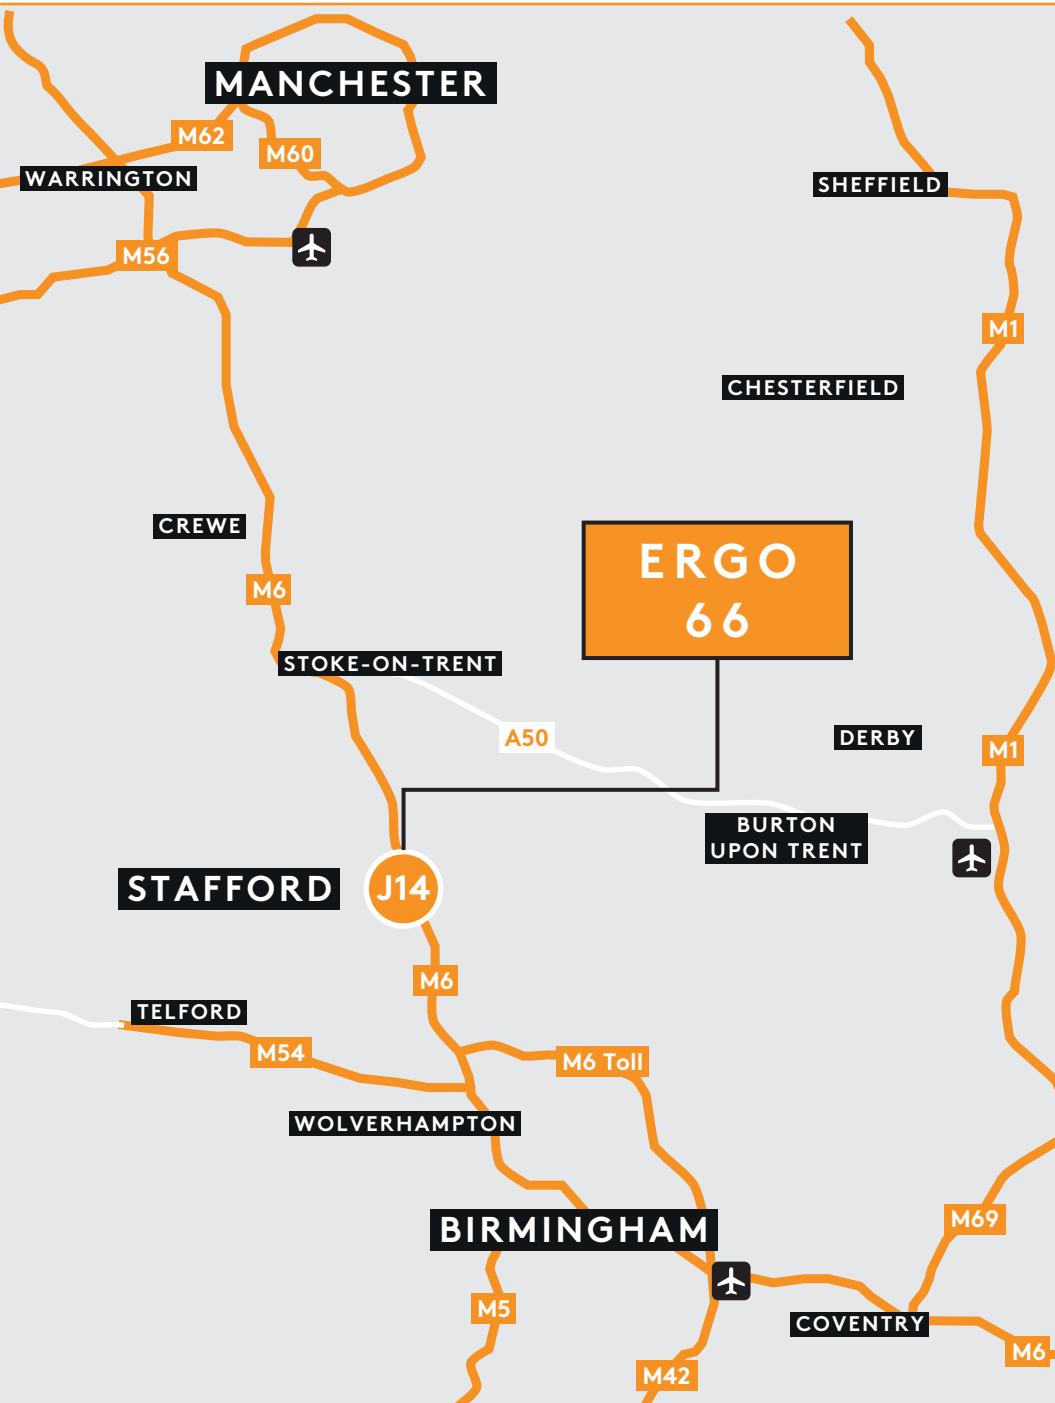 MANCHESTER
M62
M60
WARRINGTON
SHEFFIELD
M56
M1
CHESTERFIELD
CREWE
ERGO
66
M6
STOKE-ON-TRENT
A50
DERBY
M1
BURTON
UPON TRENT
STAFFORD
J14
M6
TELFORD
M54
M6 Toll
WOLVERHAMPTON
BIRMINGHAM
M69
M5
COVENTRY
M6
M42